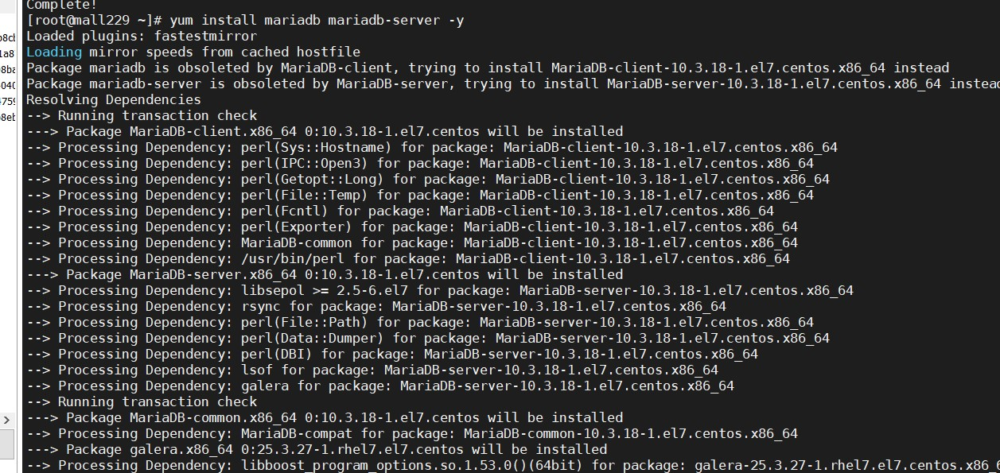 Complete!
[root@mall229 ~]# yum install mariadb mariadb-server -y
Loaded plugins: fastestmirror
Loading mirror speeds from cached hostfile
Package mariadb is obsoleted by MariaDB-client, trying to install MariaDB-client-10.3.18-1.el7.centos.x86_64 instead
Package mariadb-server is obsoleted by MariaDB-server, trying to install MariaDB-server-10.3.18-1.el7.centos.x86_64 instead
Resolving Dependencies
--> Running transaction check
---> Package MariaDB-client.x86_64 0:10.3.18-1.el7.centos will be installed
--> Processing Dependency: perl(Sys::Hostname) for package: MariaDB-client-10.3.18-1.el7.centos.x86_64
--> Processing Dependency: perl(IPC::Open3) for package: MariaDB-client-10.3.18-1.el7.centos.x86_64
--> Processing Dependency: perl(Getopt::Long) for package: MariaDB-client-10.3.18-1.el7.centos.x86_64
--> Processing Dependency: perl(File::Temp) for package: MariaDB-client-10.3.18-1.el7.centos.x86_64
--> Processing Dependency: perl(Fcntl) for package: MariaDB-client-10.3.18-1.el7.centos.x86_64
--> Processing Dependency: perl(Exporter) for package: MariaDB-client-10.3.18-1.el7.centos.x86_64
--> Processing Dependency: MariaDB-common for package: MariaDB-client-10.3.18-1.el7.centos.x86_64
--> Processing Dependency: /usr/bin/perl for package: MariaDB-client-10.3.18-1.el7.centos.x86_64
---> Package MariaDB-server.x86_64 0:10.3.18-1.el7.centos will be installed
--> Processing Dependency: libsepol >= 2.5-6.el7 for package: MariaDB-server-10.3.18-1.el7.centos.x86_64
--> Processing Dependency: rsync for package: MariaDB-server-10.3.18-1.el7.centos.x86_64
--> Processing Dependency: perl(File::Path) for package: MariaDB-server-10.3.18-1.el7.centos.x86_64
--> Processing Dependency: perl(Data::Dumper) for package: MariaDB-server-10.3.18-1.el7.centos.x86_64
--> Processing Dependency: perl(DBI) for package: MariaDB-server-10.3.18-1.el7.centos.x86_64
--> Processing Dependency: lsof for package: MariaDB-server-10.3.18-1.el7.centos.x86_64
--> Processing Dependency: galera for package: MariaDB-server-10.3.18-1.el7.centos.x86_64
--> Running transaction check
---> Package MariaDB-common.x86_64 0:10.3.18-1.el7.centos will be installed
--> Processing Dependency: MariaDB-compat for package: MariaDB-common-10.3.18-1.el7.centos.x86_64
---> Package galera.x86_64 0:25.3.27-1.rhel7.el7.centos will be installed
--> Processing Dependency: libboost_program_options.so.1.53.0()(64bit) for package: galera-25.3.27-1.rhel7.el7.centos.x86_6